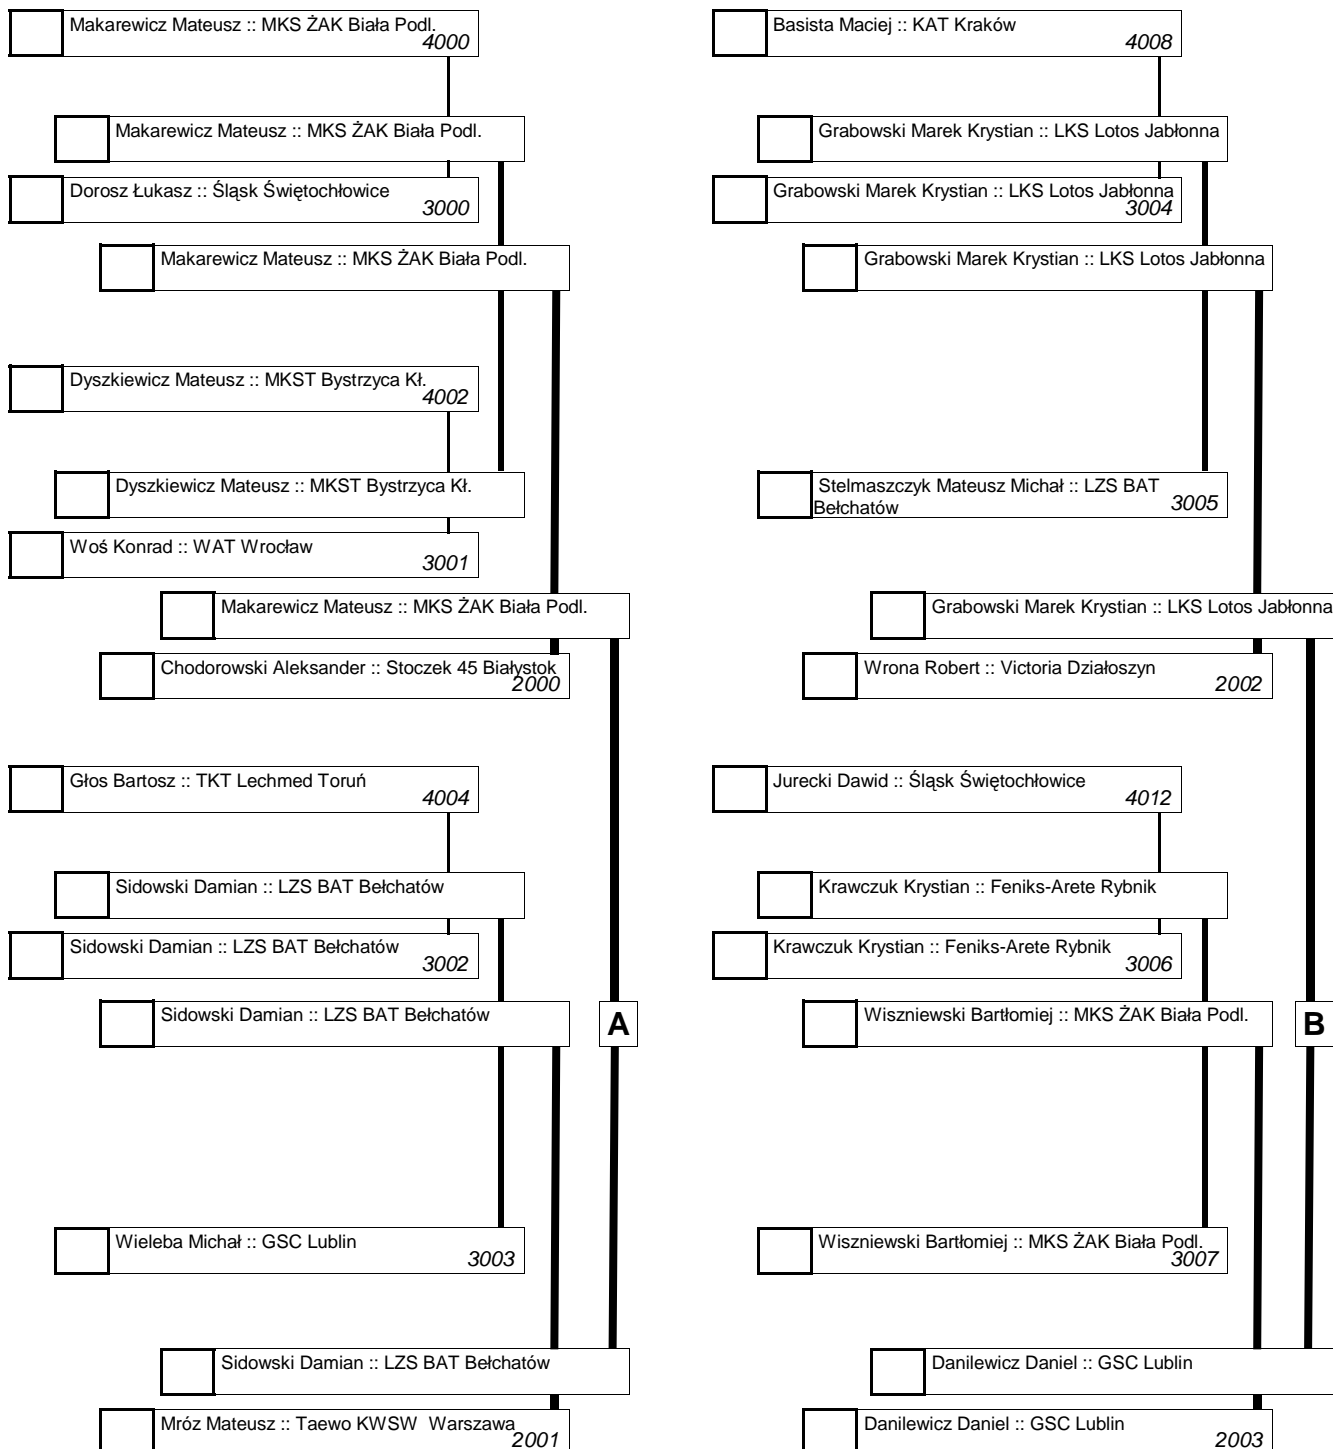 Makarewicz Mateusz :: MKS ŻAK Biała Podl.
4000
Makarewicz Mateusz :: MKS ŻAK Biała Podl.
Dorosz Łukasz :: Śląsk Świętochłowice
3000
Makarewicz Mateusz :: MKS ŻAK Biała Podl.
Dyszkiewicz Mateusz :: MKST Bystrzyca Kł.
4002
Dyszkiewicz Mateusz :: MKST Bystrzyca Kł.
Woś Konrad :: WAT Wrocław
3001
Makarewicz Mateusz :: MKS ŻAK Biała Podl.
Chodorowski Aleksander :: Stoczek 45 Białystok
2000
Głos Bartosz :: TKT Lechmed Toruń
4004
Sidowski Damian :: LZS BAT Bełchatów
Sidowski Damian :: LZS BAT Bełchatów
3002
Sidowski Damian :: LZS BAT Bełchatów
A
Wieleba Michał :: GSC Lublin
3003
Sidowski Damian :: LZS BAT Bełchatów
Mróz Mateusz :: Taewo KWSW  Warszawa
2001
Basista Maciej :: KAT Kraków
4008
Grabowski Marek Krystian :: LKS Lotos Jabłonna
Grabowski Marek Krystian :: LKS Lotos Jabłonna
3004
Grabowski Marek Krystian :: LKS Lotos Jabłonna
Stelmaszczyk Mateusz Michał :: LZS BAT
Bełchatów
3005
Grabowski Marek Krystian :: LKS Lotos Jabłonna
Wrona Robert :: Victoria Działoszyn
2002
Jurecki Dawid :: Śląsk Świętochłowice
4012
Krawczuk Krystian :: Feniks-Arete Rybnik
Krawczuk Krystian :: Feniks-Arete Rybnik
3006
Wiszniewski Bartłomiej :: MKS ŻAK Biała Podl.
B
Wiszniewski Bartłomiej :: MKS ŻAK Biała Podl.
3007
Danilewicz Daniel :: GSC Lublin
Danilewicz Daniel :: GSC Lublin
2003